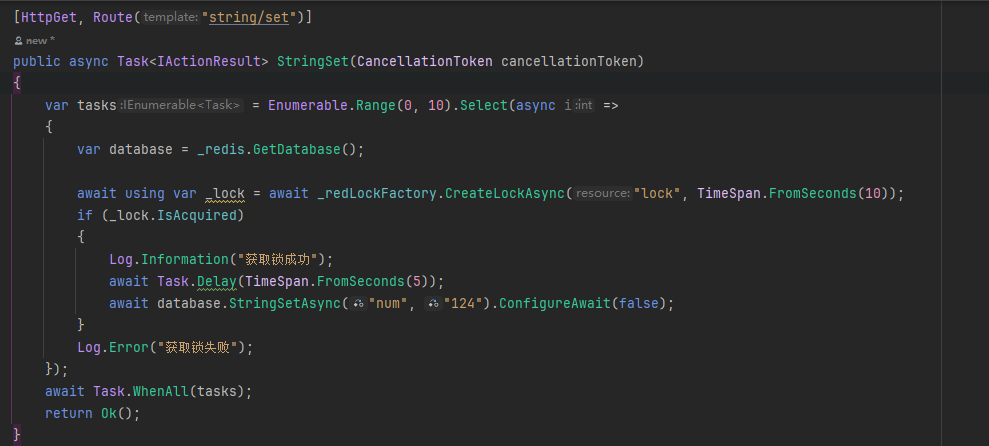 [HttpGet, Route(template:"string/set")]
new *
public async Task<IActionResult> StringSet(CancellationToken cancellationToken)
{
    var tasks:IEnumerable<Task> = Enumerable.Range(0, 10).Select(async i:int =>
    {
        var database = _redis.GetDatabase();
        await using var _lock = await _redLockFactory.CreateLockAsync(resource:"lock", TimeSpan.FromSeconds(10));
        if (_lock.IsAcquired)
        {
            Log.Information("获取锁成功");
            await Task.Delay(TimeSpan.FromSeconds(5));
            await database.StringSetAsync("num", "124").ConfigureAwait(false);
        }
        Log.Error("获取锁失败");
    });
    await Task.WhenAll(tasks);
    return Ok();
}